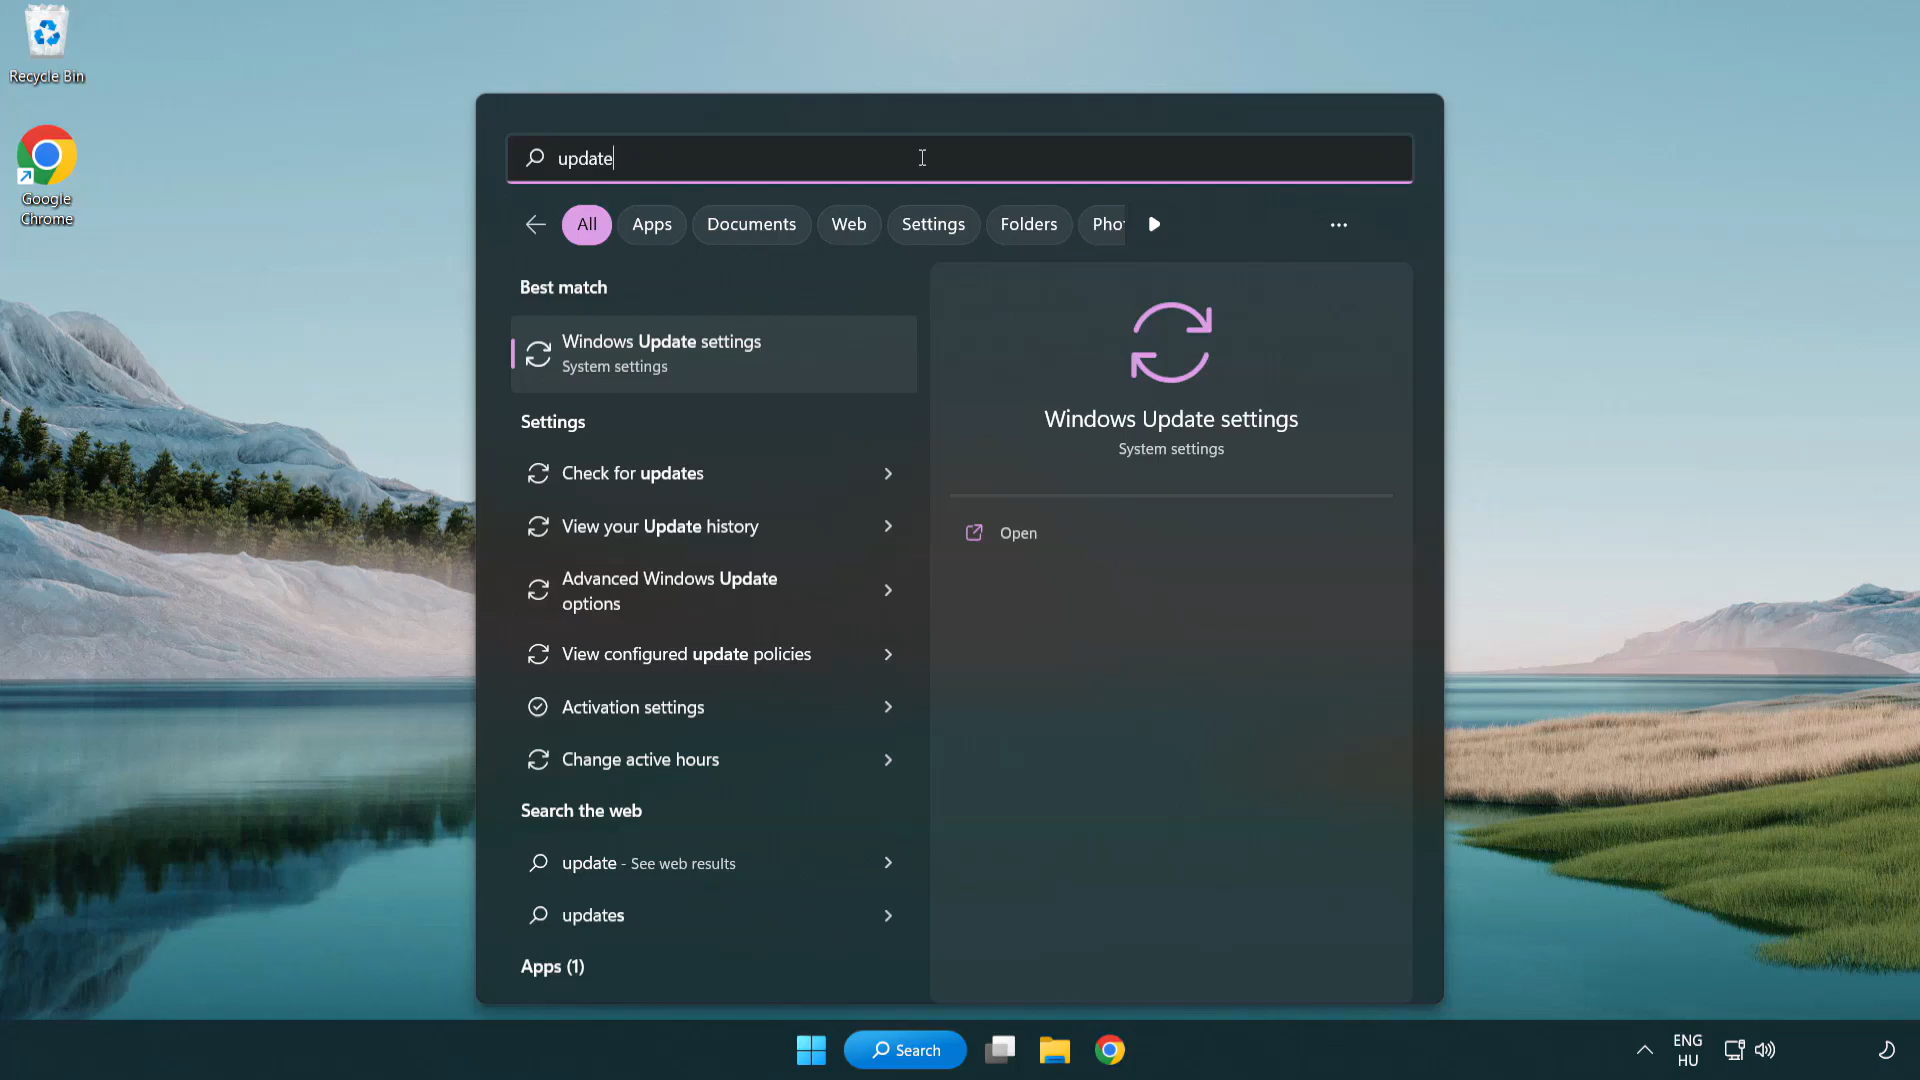 Recycle Bin
Google
Chrome
update
All
Apps
Documents
Web
Settings
Folders
Pho
Best match
Windows Update settings
System settings
Settings
Check for updates
View your Update history
Advanced Windows Update
options
View configured update policies
Activation settings
Change active hours
Search the web
update - See web results
updates
Apps (1)
Windows Update settings
System settings
Open
Search
ENG
HU